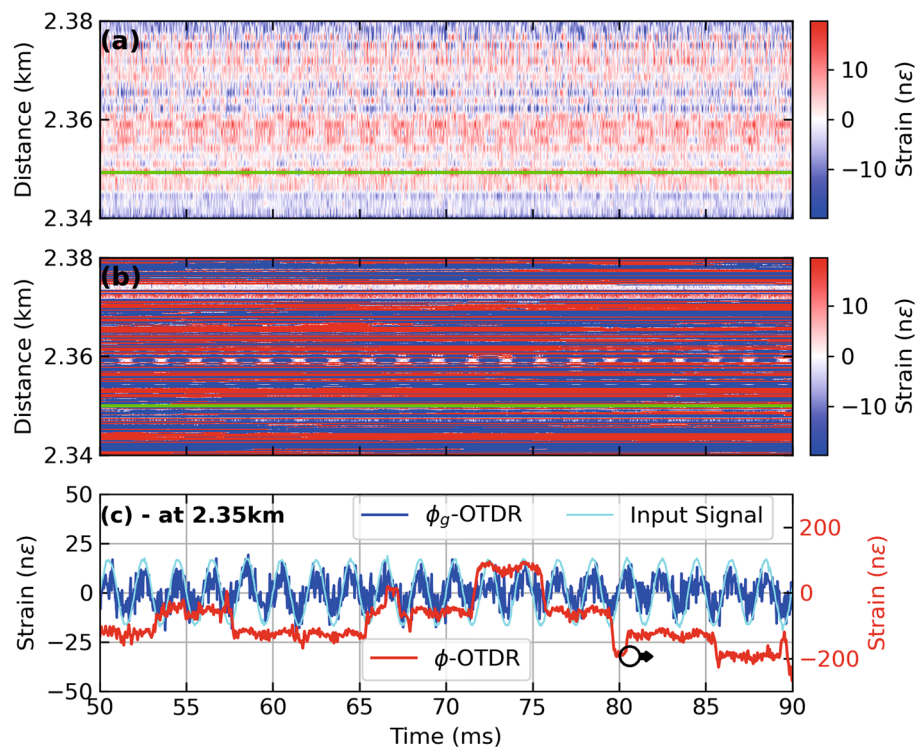 2.38
(a)
2.36
2.34
Distance (km)
10
0
−10
Strain (nε)
2.38
(b)
2.36
2.34
Distance (km)
10
0
−10
Strain (nε)
50
25
0
−25
−50
Strain (nε)
(c) - at 2.35km
ϕg-OTDR
Input Signal
ϕ-OTDR
200
0
−200
Strain (nε)
50 55 60 65 70 75 80 85 90
Time (ms)